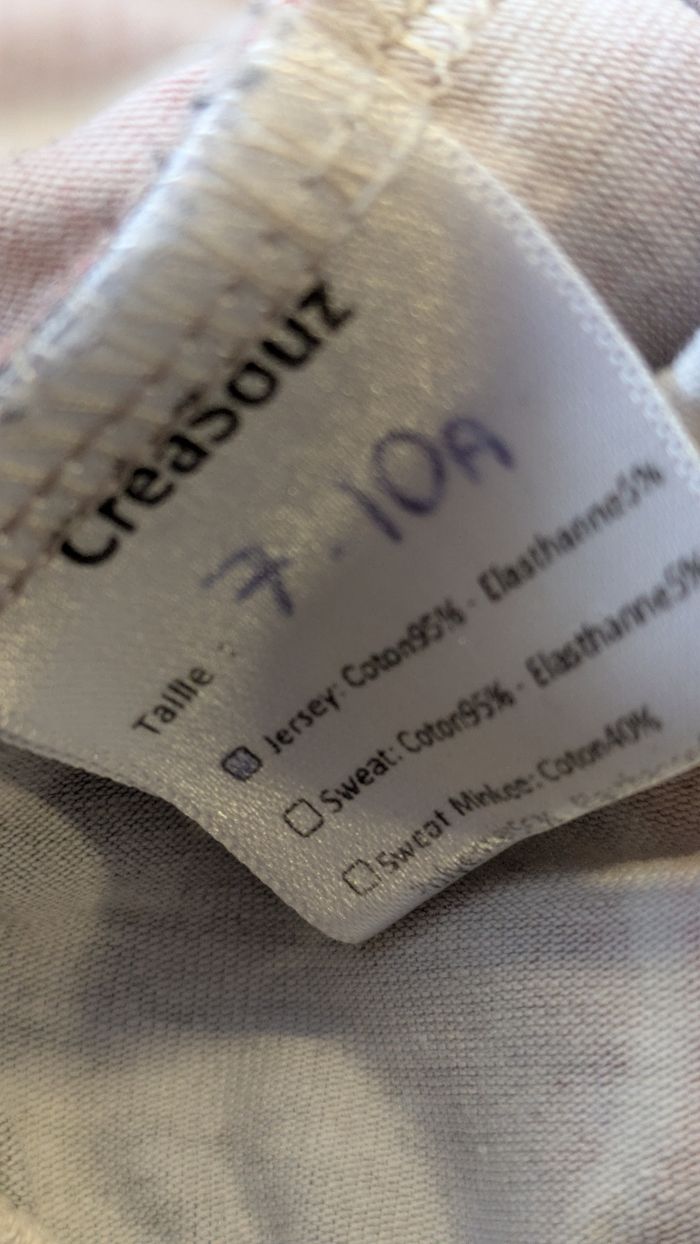 CreaSouz
Taille : 7-10A
Jersey: Coton95% - Elasthanne5%
Sweat: Coton95% - Elasthanne5%
Sweat Minkee: Coton40%